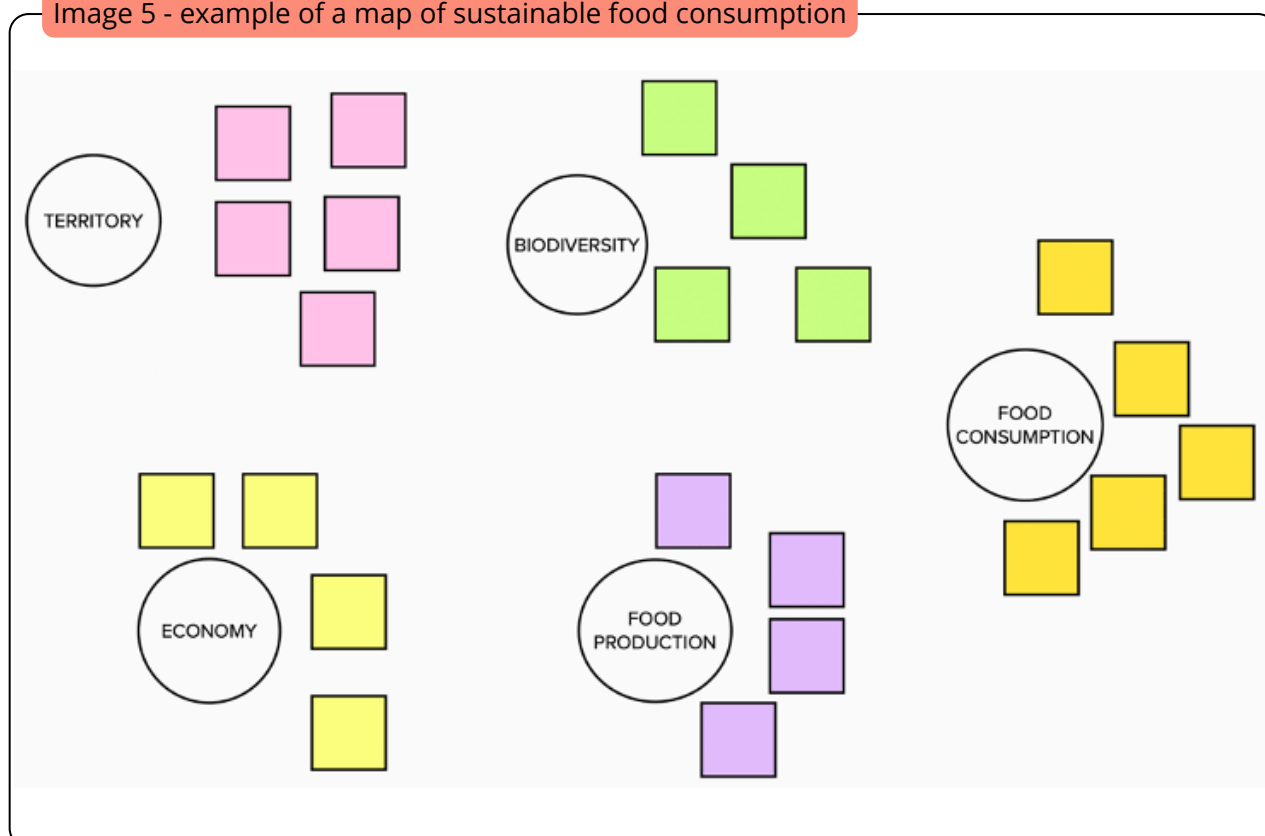 Image 5 - example of a map of sustainable food consumption
TERRITORY
BIODIVERSITY
FOOD
CONSUMPTION
ECONOMY
FOOD
PRODUCTION